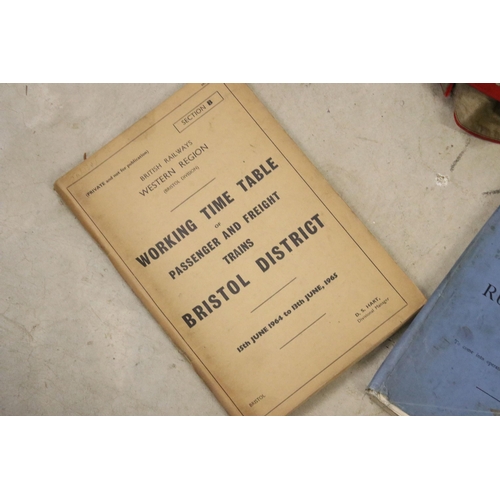 (PRIVATE and not for publication)
SECTION B
BRITISH RAILWAYS
WESTERN REGION
(BRISTOL DIVISION)
WORKING TIME TABLE
OF
PASSENGER AND FREIGHT
TRAINS
BRISTOL DISTRICT
15th JUNE 1964 to 13th JUNE, 1965
D. S. HART,
Divisional Manager
BRISTOL